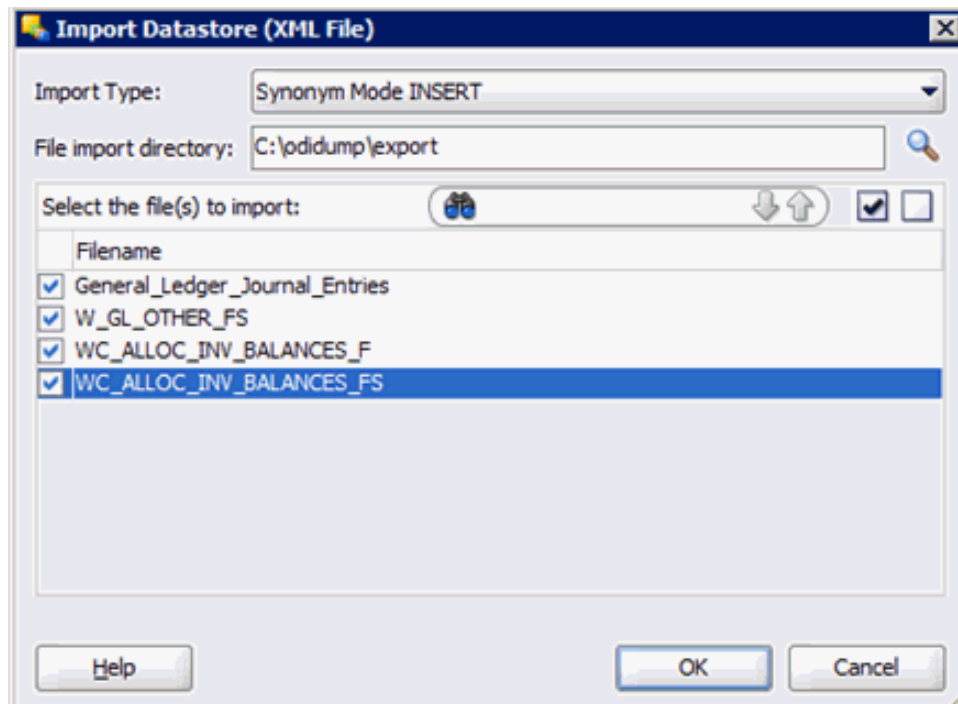 Import Datastore (XML File)
Import Type: Synonym Mode INSERT
File import directory: C:\odidump\export
Select the file(s) to import:
Filename
General_Ledger_Journal_Entries
W_GL_OTHER_FS
WC_ALLOC_INV_BALANCES_F
WC_ALLOC_INV_BALANCES_FS
Help OK Cancel